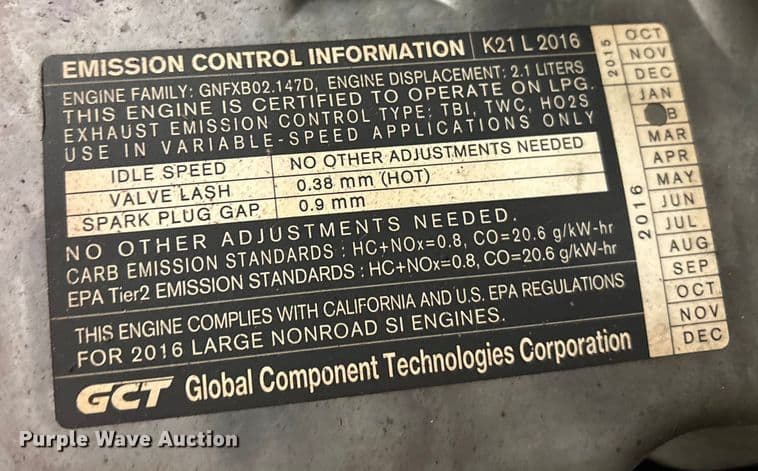 EMISSION CONTROL INFORMATION K21 L 2016
ENGINE FAMILY: GNFXB02.147D, ENGINE DISPLACEMENT: 2.1 LITERS
THIS ENGINE IS CERTIFIED TO OPERATE ON LPG.
EXHAUST EMISSION CONTROL TYPE: TBI, TWC, HO2S
USE IN VARIABLE-SPEED APPLICATIONS ONLY
IDLE SPEED NO OTHER ADJUSTMENTS NEEDED
VALVE LASH 0.38 mm (HOT)
SPARK PLUG GAP 0.9 mm
NO OTHER ADJUSTMENTS NEEDED.
CARB EMISSION STANDARDS : HC+NOx=0.8, CO=20.6 g/kW-hr
EPA Tier2 EMISSION STANDARDS : HC+NOx=0.8, CO=20.6 g/kW-hr
THIS ENGINE COMPLIES WITH CALIFORNIA AND U.S. EPA REGULATIONS
FOR 2016 LARGE NONROAD SI ENGINES.
GCT Global Component Technologies Corporation
2015
OCT
NOV
DEC
2016
JAN
B
MAR
APR
MAY
JUN
JUL
AUG
SEP
OCT
NOV
DEC
Purple Wave Auction